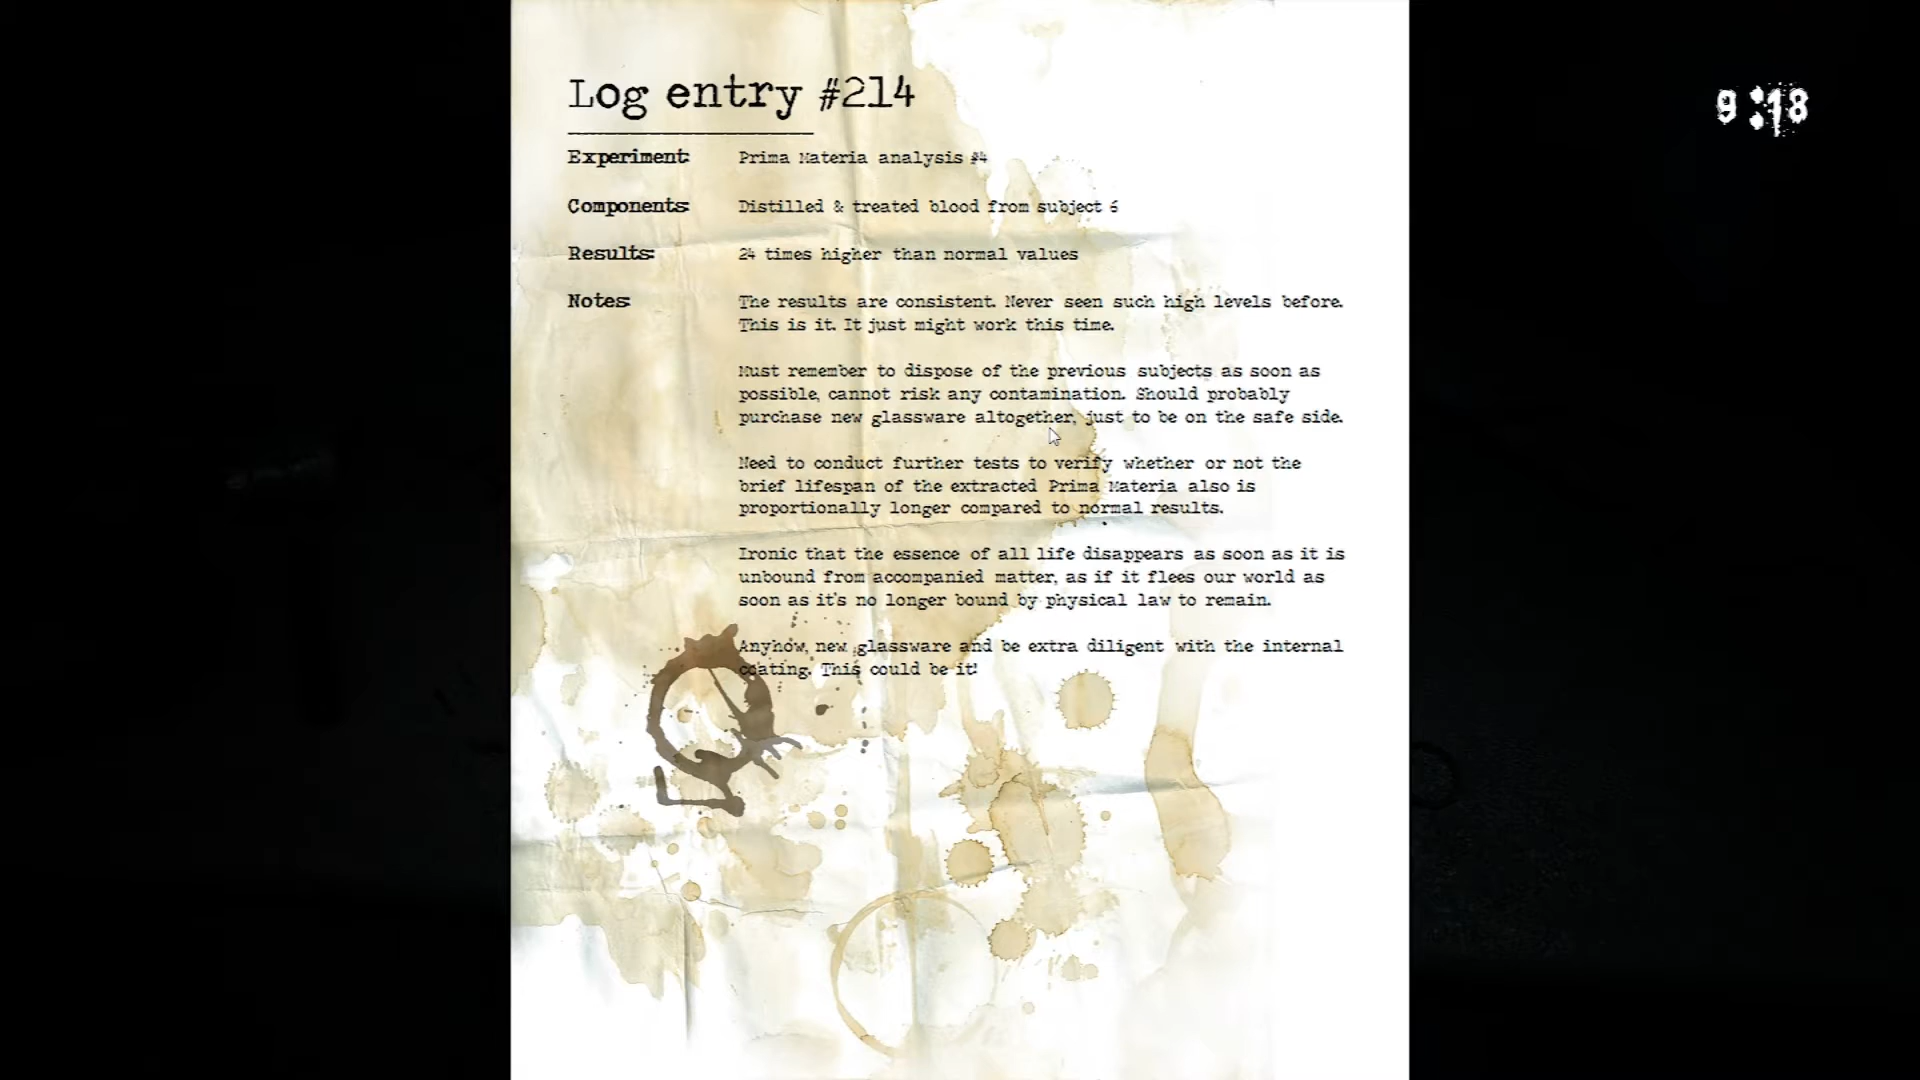 Log entry #214
9:18
Experiment: Prima Materia analysis #4
Components: Distilled & treated blood from subject 6
Results: 24 times higher than normal values
Notes: The results are consistent. Never seen such high levels before.
This is it. It just might work this time.
Must remember to dispose of the previous subjects as soon as
possible, cannot risk any contamination. Should probably
purchase new glassware altogether, just to be on the safe side.
Need to conduct further tests to verify whether or not the
brief lifespan of the extracted Prima Materia also is
proportionally longer compared to normal results.
Ironic that the essence of all life disappears as soon as it is
unbound from accompanied matter, as if it flees our world as
soon as it's no longer bound by physical law to remain.
Anyhow, new glassware and be extra diligent with the internal
coating. This could be it!